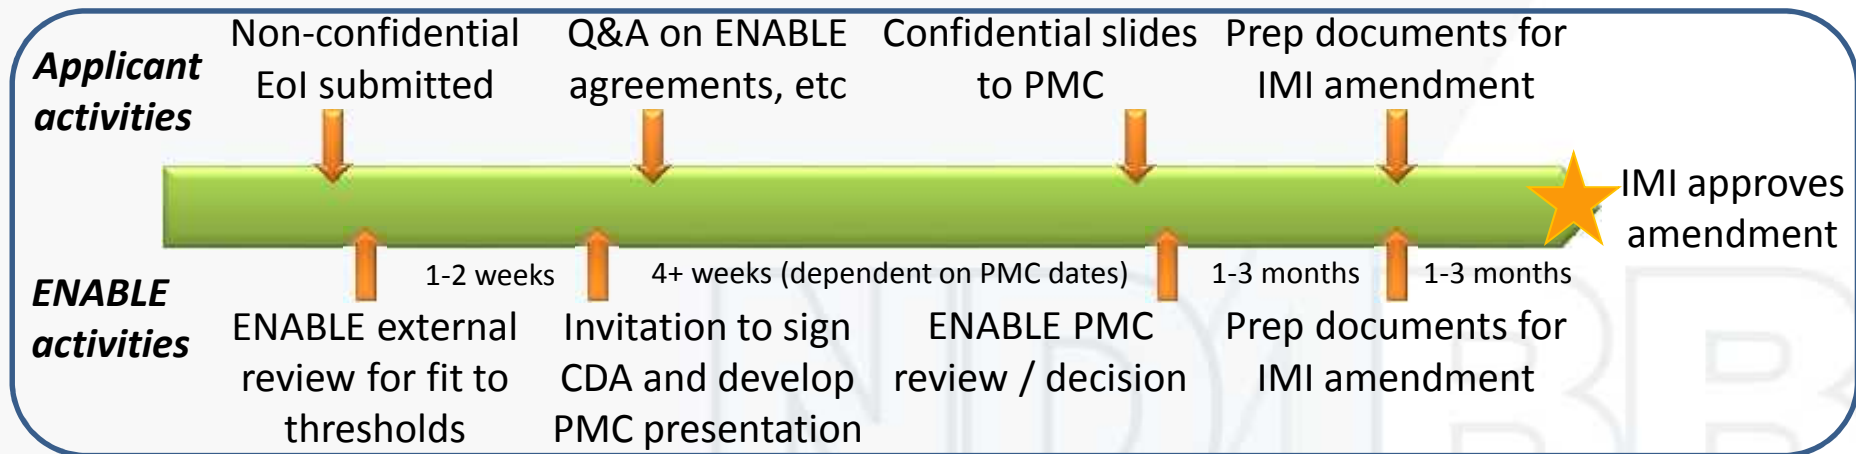 Applicant
activities
Non-confidential
EoI submitted
Q&A on ENABLE
agreements, etc
Confidential slides
to PMC
Prep documents for
IMI amendment
IMI approves
amendment
1-2 weeks
4+ weeks (dependent on PMC dates)
1-3 months
1-3 months
ENABLE
activities
ENABLE external
review for fit to
thresholds
Invitation to sign
CDA and develop
PMC presentation
ENABLE PMC
review / decision
Prep documents for
IMI amendment